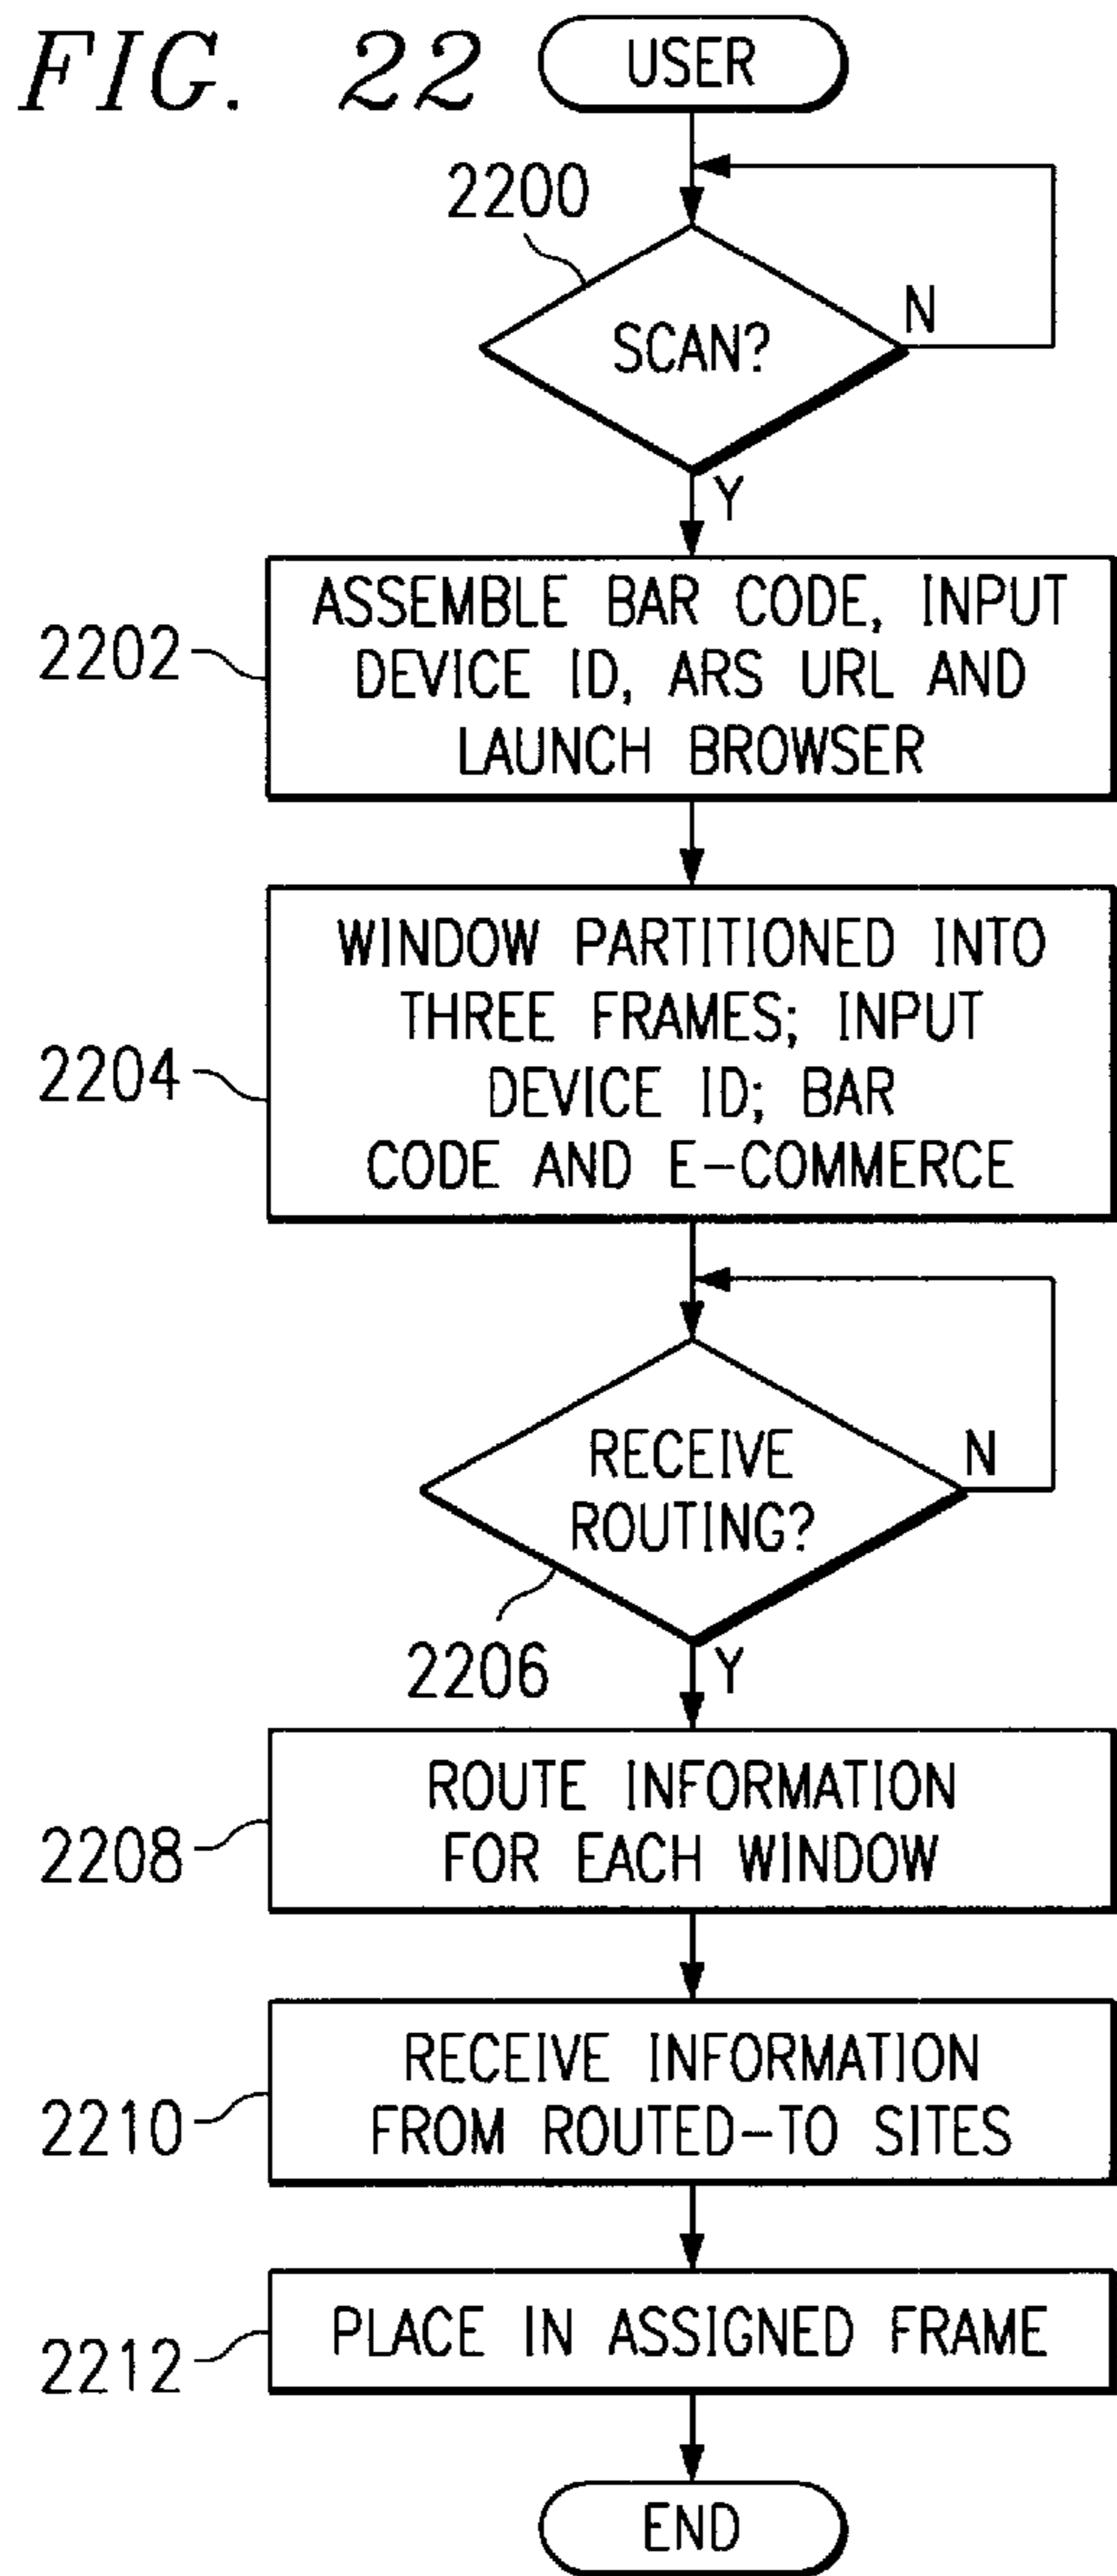 FIG. 22
USER
2200
SCAN?
N
Y
2202
ASSEMBLE BAR CODE, INPUT
DEVICE ID, ARS URL AND
LAUNCH BROWSER
2204
WINDOW PARTITIONED INTO
THREE FRAMES; INPUT
DEVICE ID; BAR
CODE AND E-COMMERCE
RECEIVE
ROUTING?
N
2206
Y
2208
ROUTE INFORMATION
FOR EACH WINDOW
2210
RECEIVE INFORMATION
FROM ROUTED-TO SITES
2212
PLACE IN ASSIGNED FRAME
END